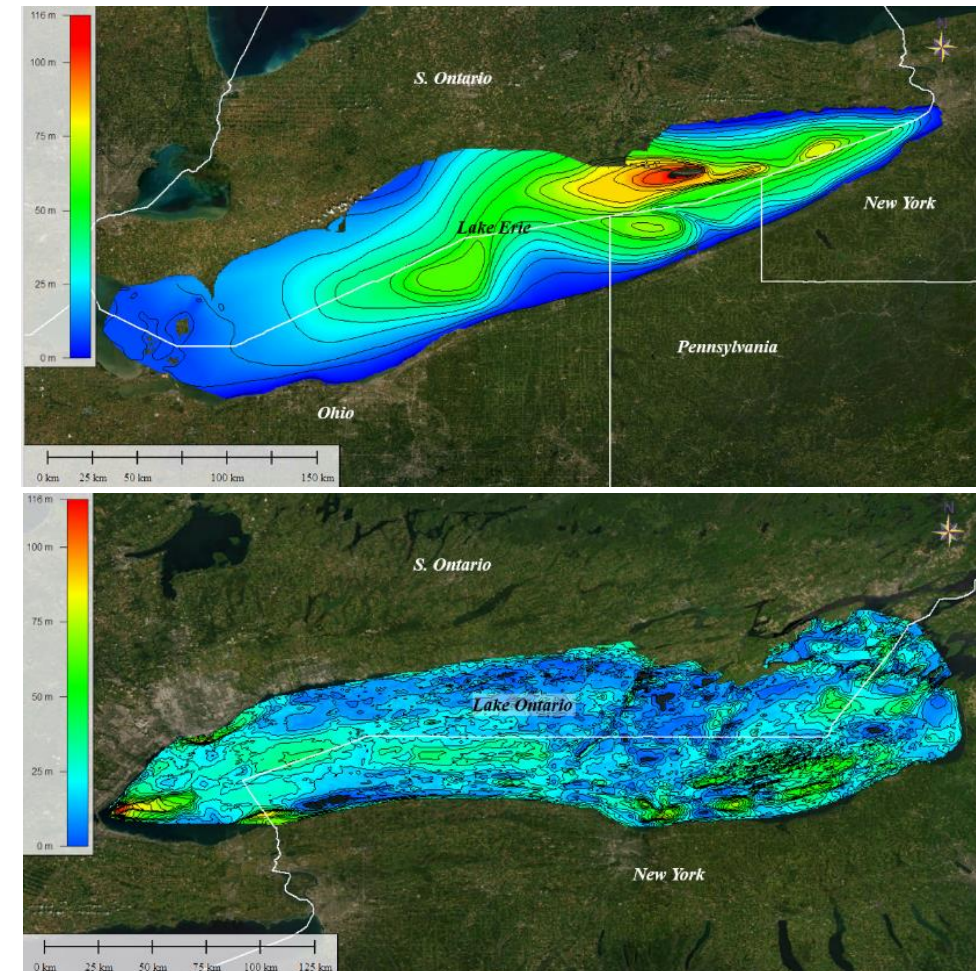 116 m
N
100 m
S. Ontario
75 m
New York
50 m
Lake Erie
25 m
Pennsylvania
0 m
Ohio
0 km 25 km 50 km 100 km 150 km
116 m
N
100 m
S. Ontario
75 m
50 m
Lake Ontario
25 m
0 m
New York
0 km 25 km 50 km 75 km 100 km 125 km